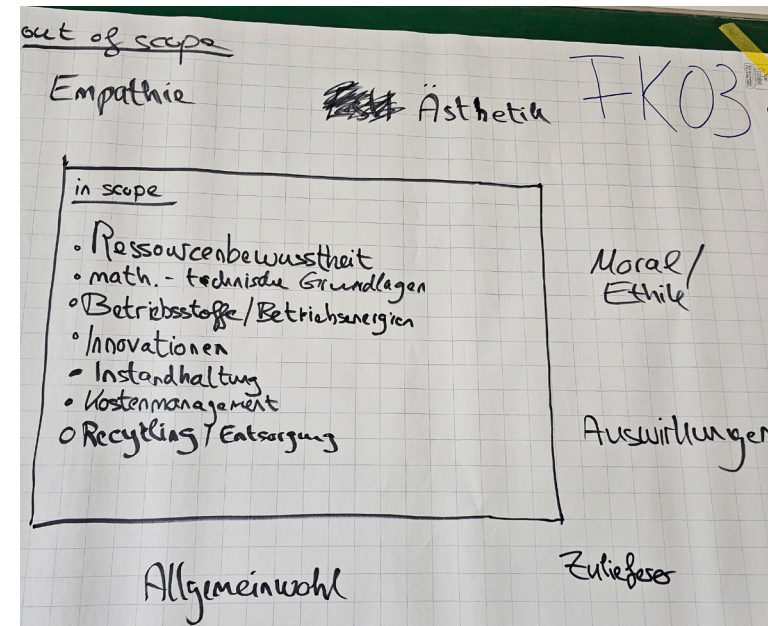 out of scope
Empathie
Ästhetik
FK03
in scope
• Ressourcenbewusstheit
• math. - technische Grundlagen
• Betriebsstoffe/Betriebsenergien
• Innovationen
• Instandhaltung
• Kostenmanagement
• Recycling / Entsorgung
Moral/
Ethik
Auswirkungen
Allgemeinwohl
Zulieferer